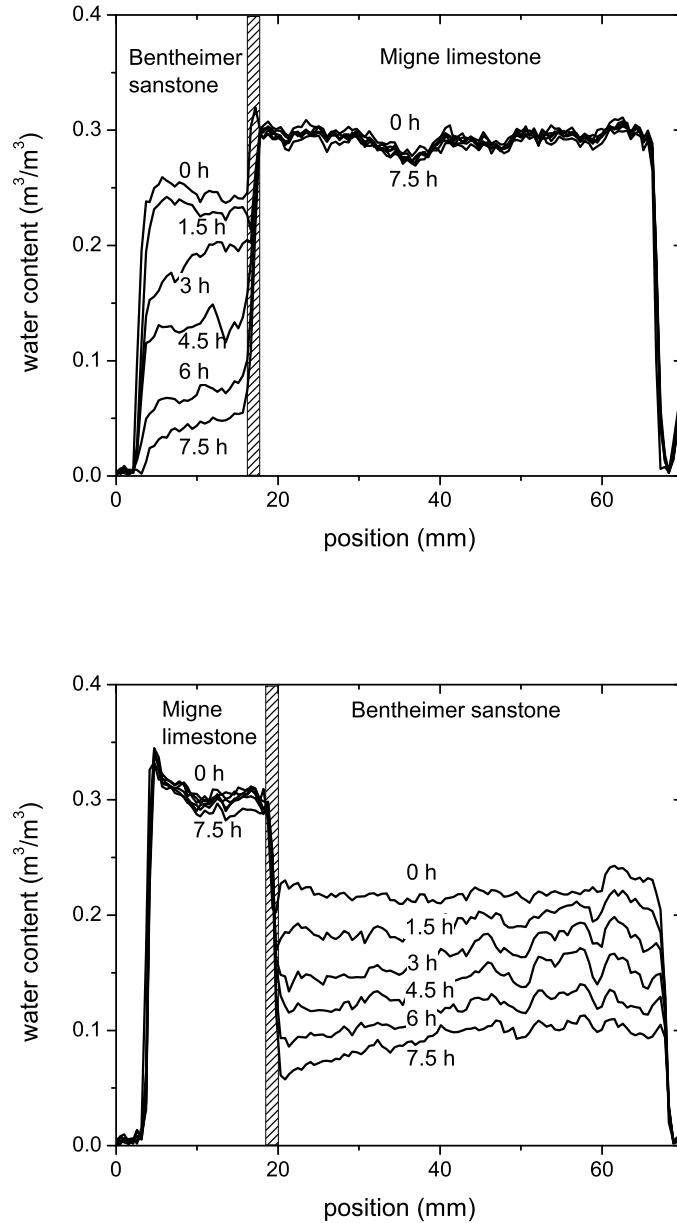 0.4
Bentheimer
sanstone
Migne limestone
0.3
0 h
7.5 h
0 h
1.5 h
0.2
3 h
4.5 h
0.1
6 h
7.5 h
0.0
water content (m³/m³)
0 20 40 60
position (mm)
0.4
Migne
limestone
Bentheimer sanstone
0 h
0.3
7.5 h
0 h
0.2
1.5 h
3 h
4.5 h
0.1
6 h
7.5 h
0.0
water content (m³/m³)
0 20 40 60
position (mm)